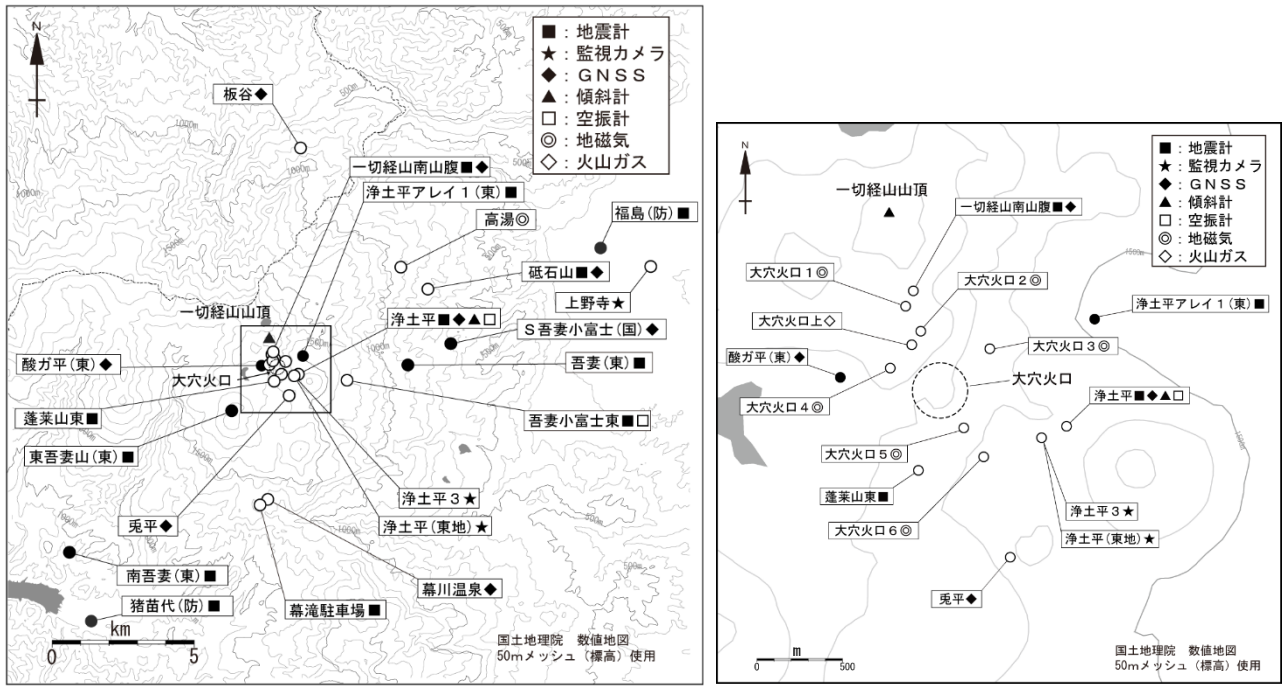 N
■：地震計
★：監視カメラ
◆：ＧＮＳＳ
▲：傾斜計
□：空振計
◎：地磁気
◇：火山ガス
板谷◆
一切経山南山腹■◆
浄土平アレイ１(東)■
高湯◎
福島(防)■
砥石山■◆
上野寺★
一切経山山頂
浄土平■◆▲□
Ｓ吾妻小富士(国)◆
酸ガ平(東)◆
吾妻(東)■
大穴火口
蓬莱山東■
吾妻小富士東■□
東吾妻山(東)■
浄土平３★
兎平◆
浄土平(東地)★
南吾妻(東)■
幕川温泉◆
猪苗代(防)■
幕滝駐車場■
km
0 5
国土地理院　数値地図
50mメッシュ（標高）使用
500m
1000m
1500m
N
■：地震計
★：監視カメラ
◆：ＧＮＳＳ
▲：傾斜計
□：空振計
◎：地磁気
◇：火山ガス
一切経山山頂
一切経山南山腹■◆
大穴火口１◎
大穴火口２◎
浄土平アレイ１(東)■
大穴火口上◇
大穴火口３◎
酸ガ平(東)◆
大穴火口
大穴火口４◎
浄土平■◆▲□
大穴火口５◎
蓬莱山東■
浄土平３★
大穴火口６◎
浄土平(東地)★
兎平◆
m
0 500
国土地理院　数値地図
50mメッシュ（標高）使用